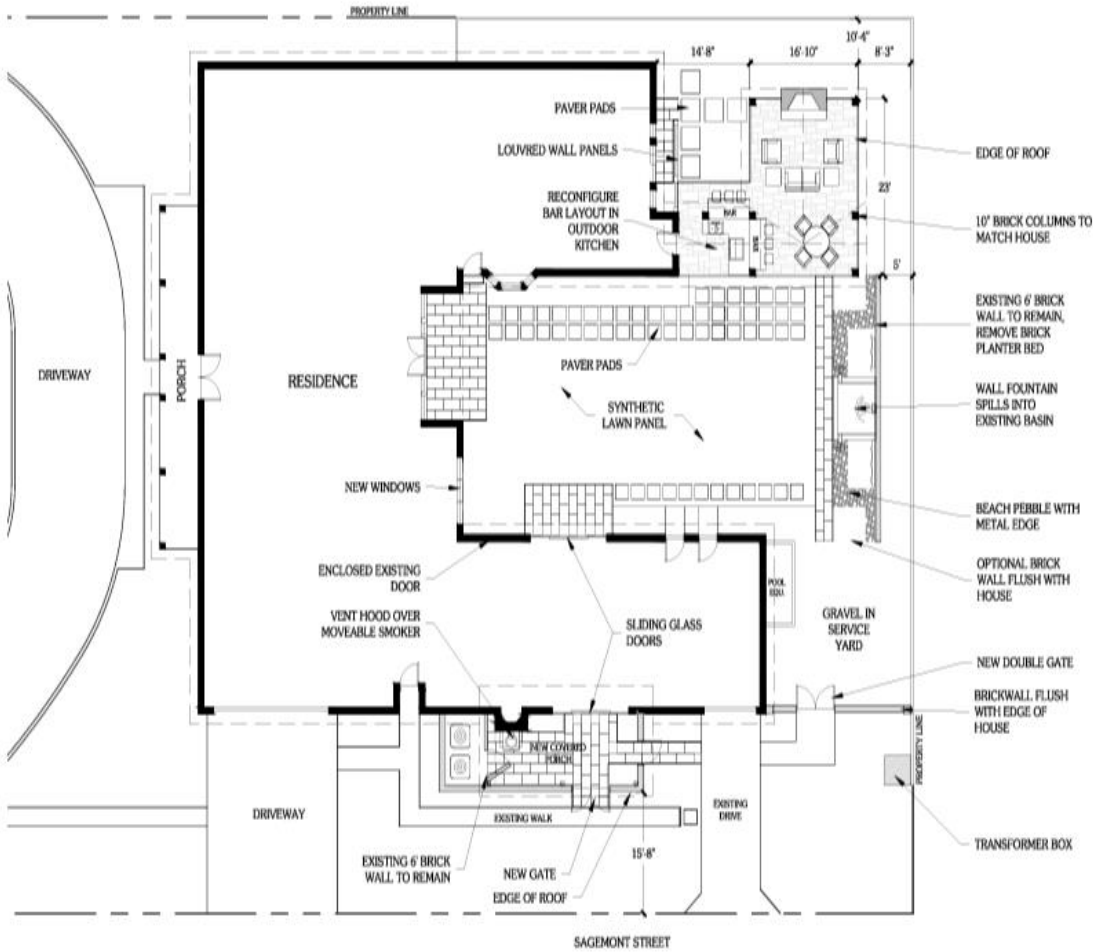 PROPERTY LINE
10'-4"
14'-8"
16'-10"
8'-3"
PAVER PADS
LOUVRED WALL PANELS
RECONFIGURE
BAR LAYOUT IN
OUTDOOR
KITCHEN
BAR
BAR
EDGE OF ROOF
23'
10" BRICK COLUMNS TO
MATCH HOUSE
5'
EXISTING 6' BRICK
WALL TO REMAIN,
REMOVE BRICK
PLANTER BED
DRIVEWAY
PORCH
RESIDENCE
PAVER PADS
SYNTHETIC
LAWN PANEL
WALL FOUNTAIN
SPILLS INTO
EXISTING BASIN
NEW WINDOWS
BEACH PEBBLE WITH
METAL EDGE
ENCLOSED EXISTING
DOOR
VENT HOOD OVER
MOVEABLE SMOKER
SLIDING GLASS
DOORS
POOL
EQU.
GRAVEL IN
SERVICE
YARD
OPTIONAL BRICK
WALL FLUSH WITH
HOUSE
NEW DOUBLE GATE
BRICKWALL FLUSH
WITH EDGE OF
HOUSE
PROPERTY LINE
NEW COVERED
PORCH
DRIVEWAY
EXISTING WALK
EXISTING
DRIVE
TRANSFORMER BOX
15'-8"
EXISTING 6' BRICK
WALL TO REMAIN
NEW GATE
EDGE OF ROOF
SAGEMONT STREET